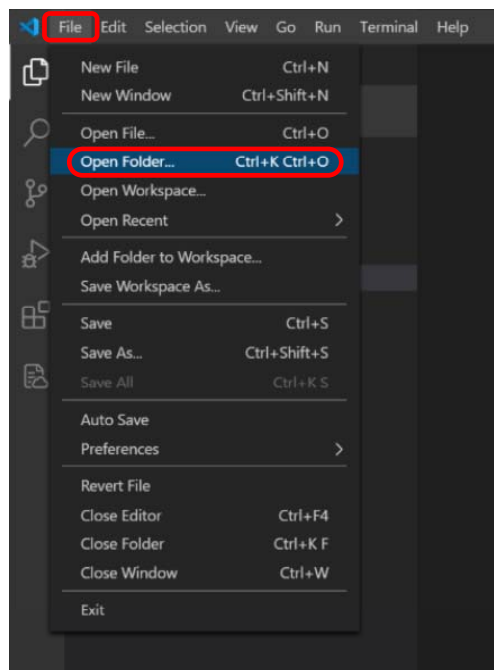 File Edit Selection View Go Run Terminal Help
New File Ctrl+N
New Window Ctrl+Shift+N
Open File... Ctrl+O
Open Folder... Ctrl+K Ctrl+O
Open Workspace...
Open Recent >
Add Folder to Workspace...
Save Workspace As...
Save Ctrl+S
Save As... Ctrl+Shift+S
Save All Ctrl+K S
Auto Save
Preferences >
Revert File
Close Editor Ctrl+F4
Close Folder Ctrl+K F
Close Window Ctrl+W
Exit